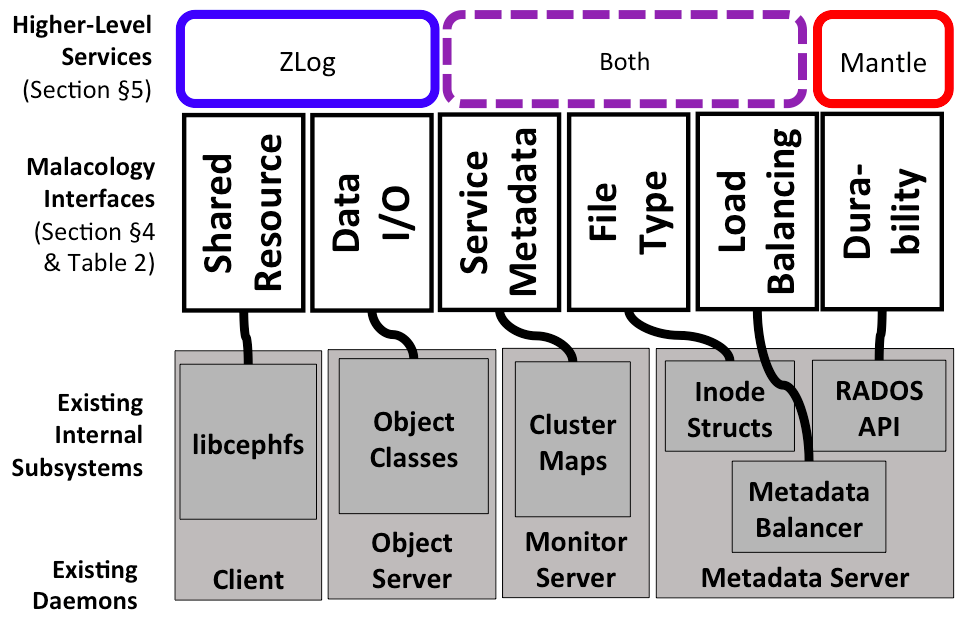 Higher-Level
Services
(Section §5)
ZLog
Both
Mantle
Malacology
Interfaces
(Section §4
& Table 2)
Shared
Resource
Data
I/O
Service
Metadata
File
Type
Load
Balancing
Dura-
bility
Existing
Internal
Subsystems
libcephfs
Object
Classes
Cluster
Maps
Inode
Structs
RADOS
API
Metadata
Balancer
Existing
Daemons
Client
Object
Server
Monitor
Server
Metadata Server